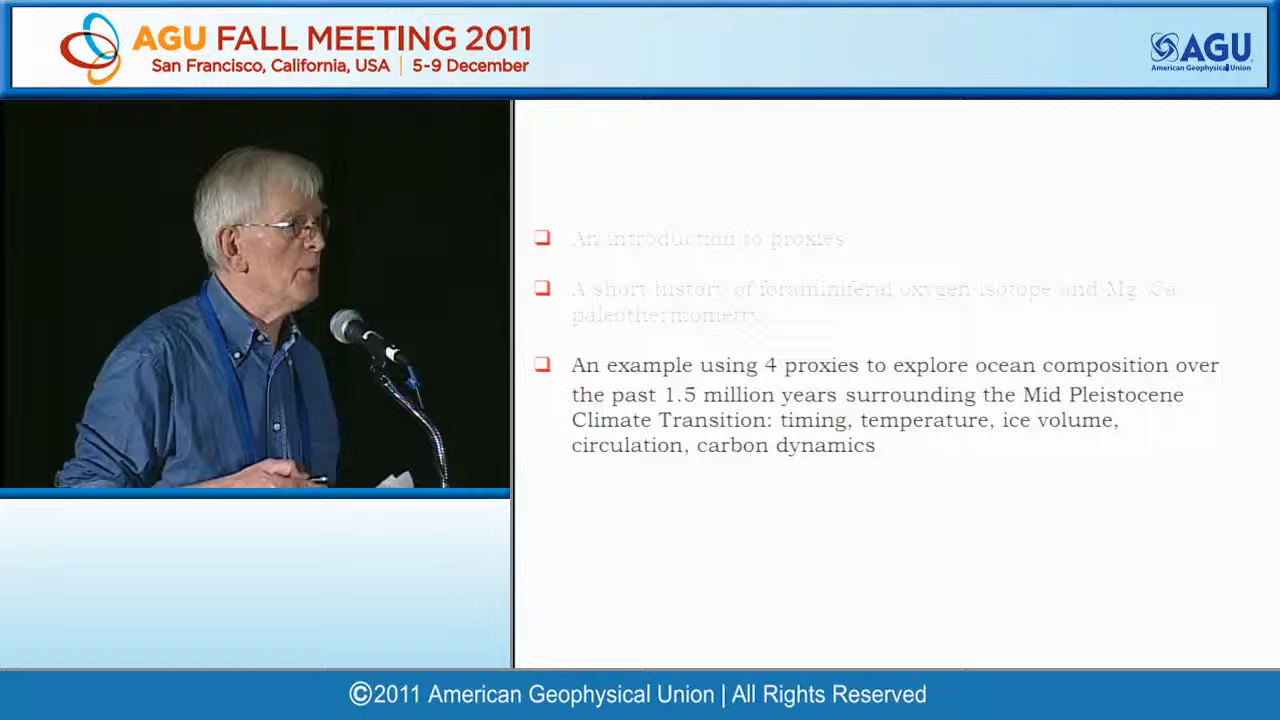 AGU FALL MEETING 2011
San Francisco, California, USA | 5-9 December
AGU
American Geophysical Union
An introduction to proxies
A short history of foraminiferal oxygen isotope and Mg/Ca
paleothermometry
An example using 4 proxies to explore ocean composition over
the past 1.5 million years surrounding the Mid Pleistocene
Climate Transition: timing, temperature, ice volume,
circulation, carbon dynamics
©2011 American Geophysical Union | All Rights Reserved